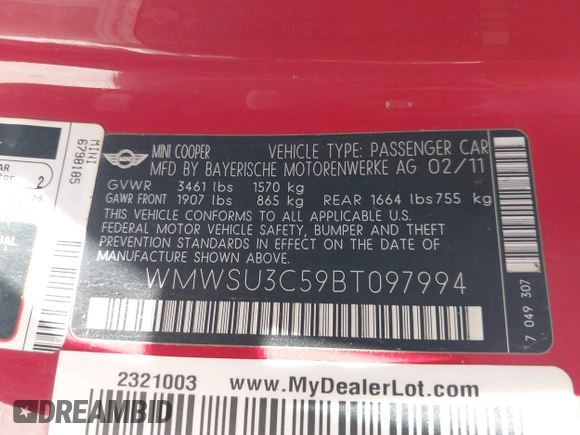 MINI COOPER VEHICLE TYPE: PASSENGER CAR
MFD BY BAYERISCHE MOTORENWERKE AG 02/11
GVWR 3461 lbs 1570 kg
GAWR FRONT 1907 lbs 865 kg REAR 1664 lbs 755 kg
THIS VEHICLE CONFORMS TO ALL APPLICABLE U.S.
FEDERAL MOTOR VEHICLE SAFETY, BUMPER AND THEFT
PREVENTION STANDARDS IN EFFECT ON THE DATE OF
MANUFACTURE SHOWN ABOVE.
WMWSU3C59BT097994
7 049 307
MINI
6798185
2
2321003 www.MyDealerLot.com
DREAMBID